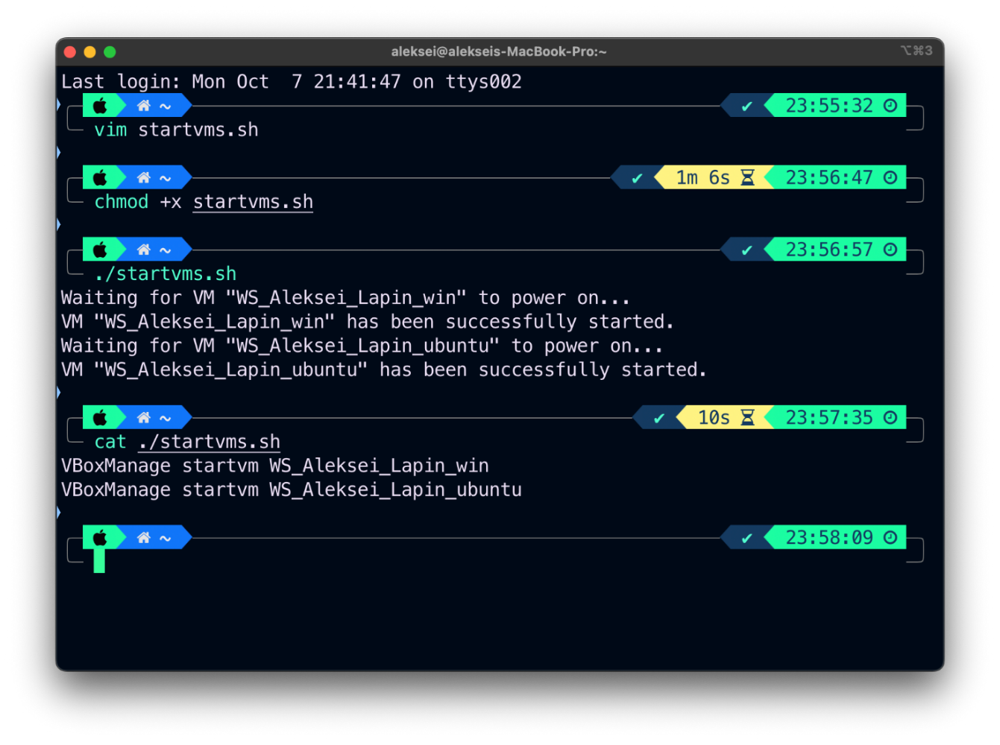 aleksei@alekseis-MacBook-Pro:~
⌥⌘3
Last login: Mon Oct  7 21:41:47 on ttys002
~ ✔ 23:55:32
vim startvms.sh
~ ✔ 1m 6s 23:56:47
chmod +x startvms.sh
~ ✔ 23:56:57
./startvms.sh
Waiting for VM "WS_Aleksei_Lapin_win" to power on...
VM "WS_Aleksei_Lapin_win" has been successfully started.
Waiting for VM "WS_Aleksei_Lapin_ubuntu" to power on...
VM "WS_Aleksei_Lapin_ubuntu" has been successfully started.
~ ✔ 10s 23:57:35
cat ./startvms.sh
VBoxManage startvm WS_Aleksei_Lapin_win
VBoxManage startvm WS_Aleksei_Lapin_ubuntu
~ ✔ 23:58:09